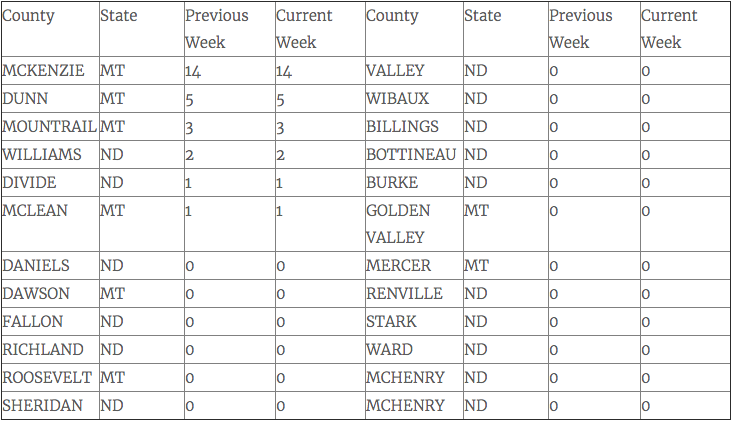 County State Previous Week Current Week County State Previous Week Current Week
MCKENZIE MT 14 14 VALLEY ND 0 0
DUNN MT 5 5 WIBAUX ND 0 0
MOUNTRAIL MT 3 3 BILLINGS ND 0 0
WILLIAMS ND 2 2 BOTTINEAU ND 0 0
DIVIDE ND 1 1 BURKE ND 0 0
MCLEAN MT 1 1 GOLDEN VALLEY MT 0 0
DANIELS ND 0 0 MERCER MT 0 0
DAWSON MT 0 0 RENVILLE ND 0 0
FALLON ND 0 0 STARK ND 0 0
RICHLAND ND 0 0 WARD ND 0 0
ROOSEVELT MT 0 0 MCHENRY ND 0 0
SHERIDAN ND 0 0 MCHENRY ND 0 0